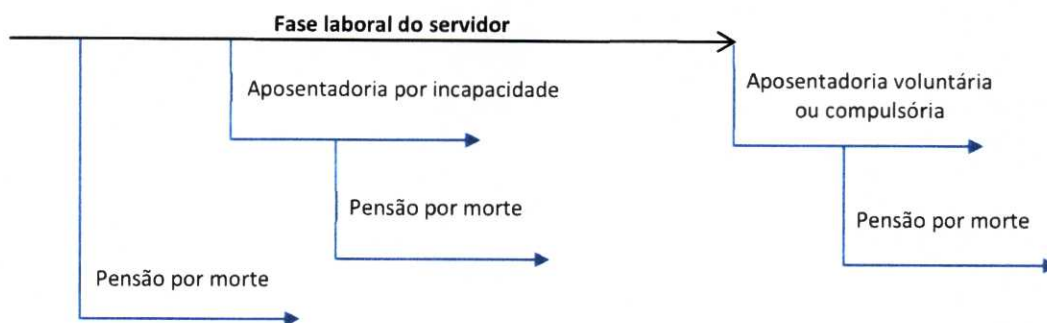 Fase laboral do servidor
Aposentadoria por incapacidade
Aposentadoria voluntária
ou compulsória
Pensão por morte
Pensão por morte
Pensão por morte